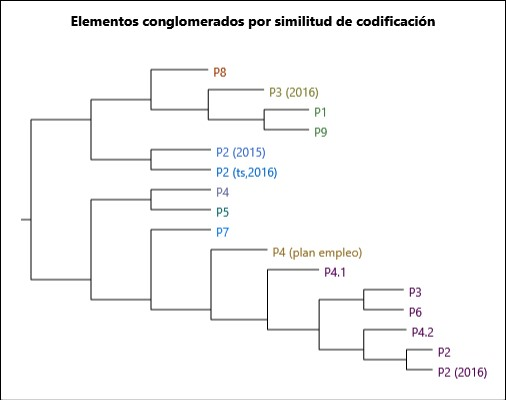 Elementos conglomerados por similitud de codificación
P8
P3 (2016)
P1
P9
P2 (2015)
P2 (ts,2016)
P4
P5
P7
P4 (plan empleo)
P4.1
P3
P6
P4.2
P2
P2 (2016)